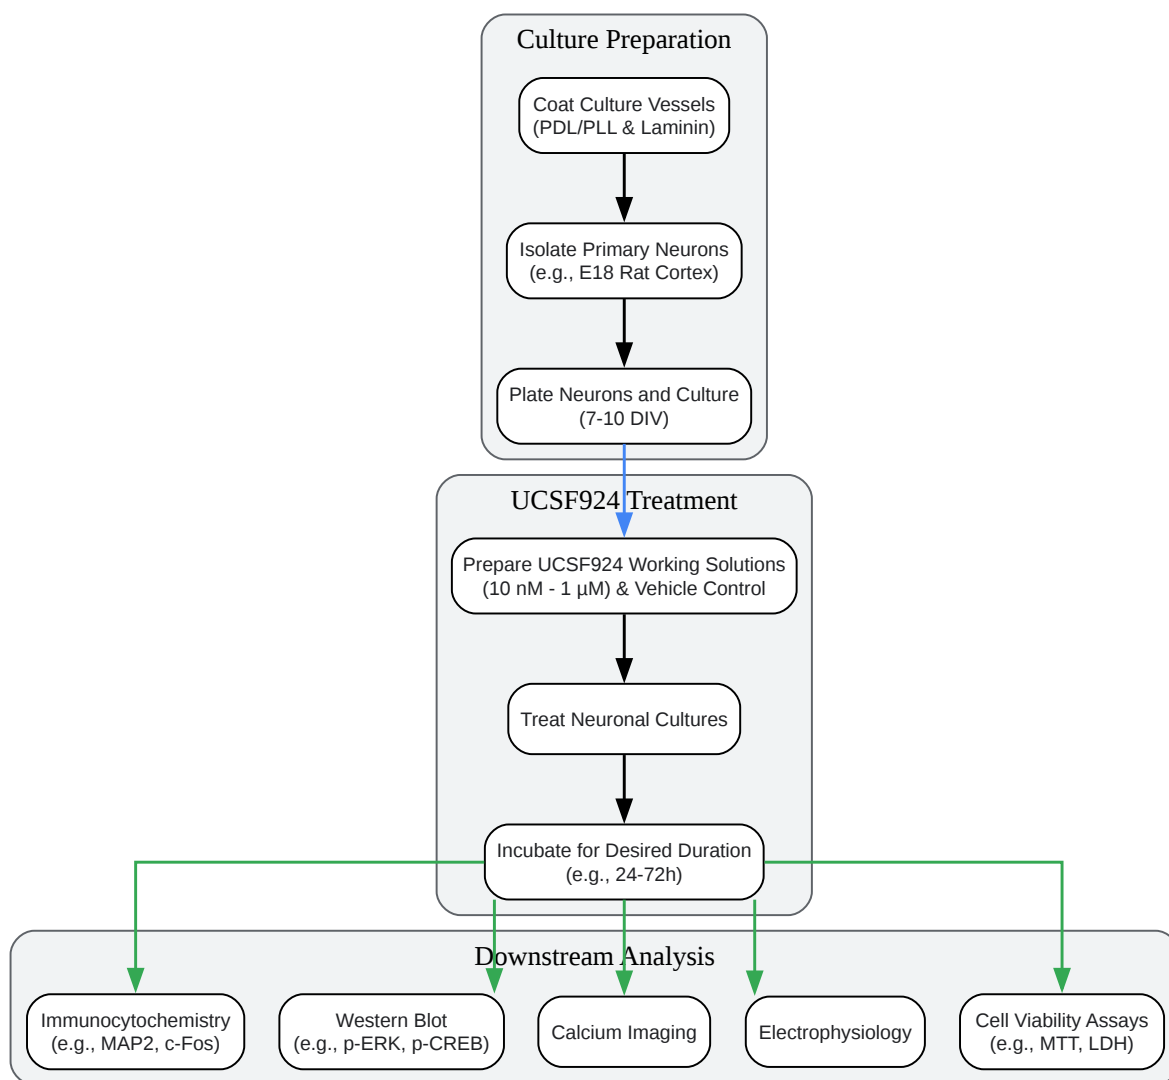 Culture Preparation
Coat Culture Vessels
(PDL/PLL & Laminin)
Isolate Primary Neurons
(e.g., E18 Rat Cortex)
Plate Neurons and Culture
(7-10 DIV)
UCSF924 Treatment
Prepare UCSF924 Working Solutions
(10 nM - 1 µM) & Vehicle Control
Treat Neuronal Cultures
Incubate for Desired Duration
(e.g., 24-72h)
Downstream Analysis
Immunocytochemistry
(e.g., MAP2, c-Fos)
Western Blot
(e.g., p-ERK, p-CREB)
Calcium Imaging
Electrophysiology
Cell Viability Assays
(e.g., MTT, LDH)